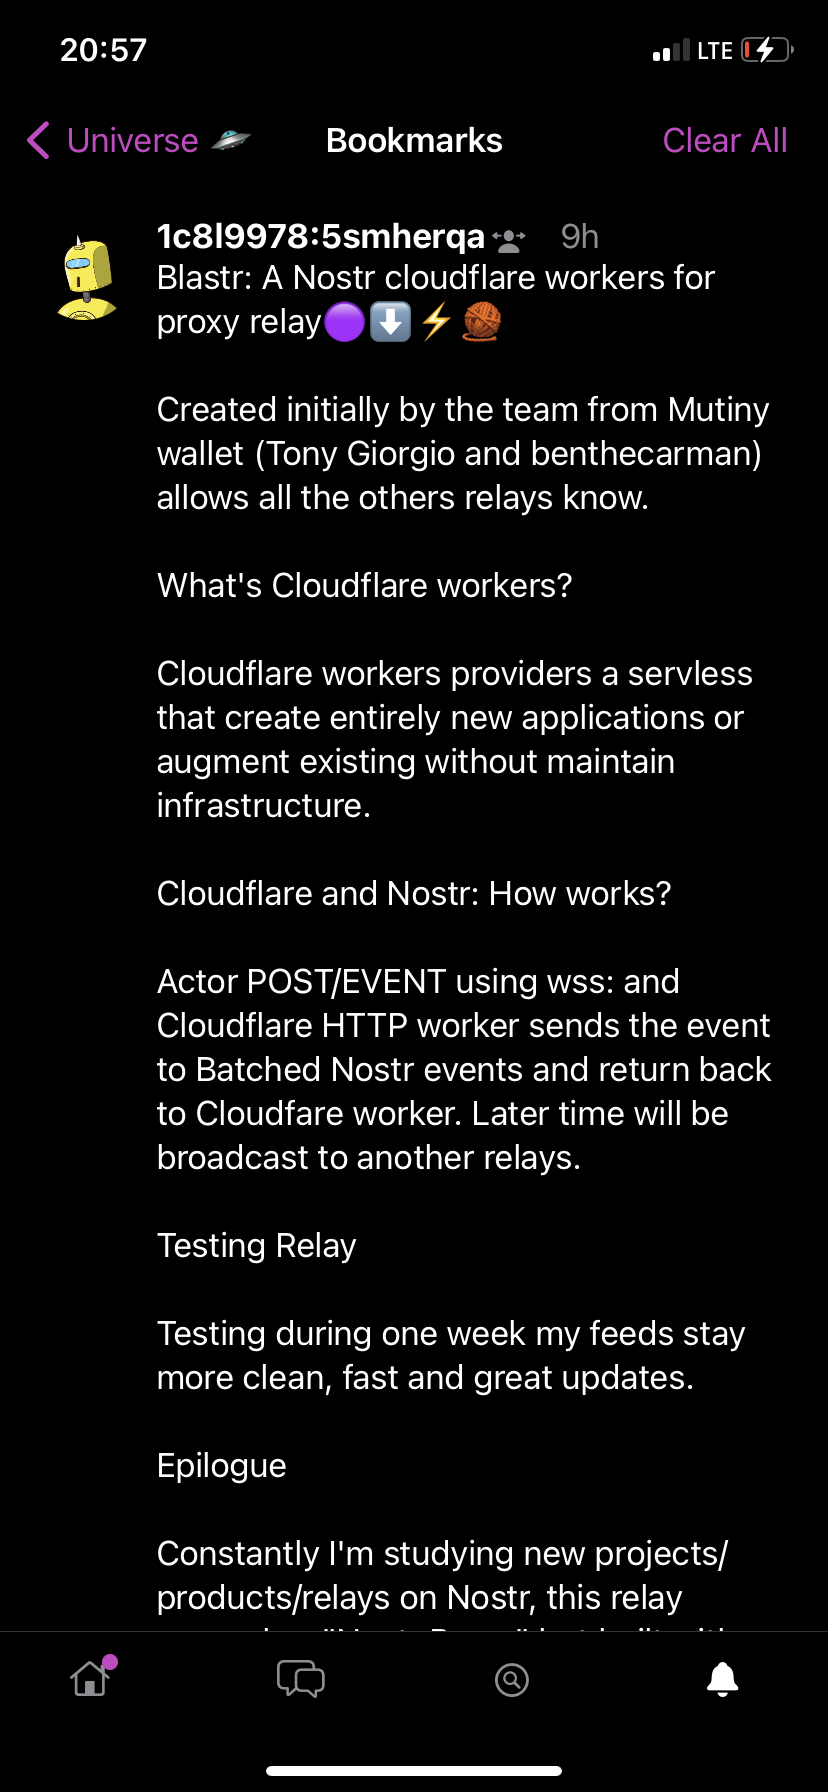 20:57
LTE
Universe 🛸
Bookmarks
Clear All
1c8l9978:5smherqa 9h
Blastr: A Nostr cloudflare workers for
proxy relay🟣⬇️⚡🧶
Created initially by the team from Mutiny
wallet (Tony Giorgio and benthecarman)
allows all the others relays know.
What's Cloudflare workers?
Cloudflare workers providers a servless
that create entirely new applications or
augment existing without maintain
infrastructure.
Cloudflare and Nostr: How works?
Actor POST/EVENT using wss: and
Cloudflare HTTP worker sends the event
to Batched Nostr events and return back
to Cloudfare worker. Later time will be
broadcast to another relays.
Testing Relay
Testing during one week my feeds stay
more clean, fast and great updates.
Epilogue
Constantly I'm studying new projects/
products/relays on Nostr, this relay